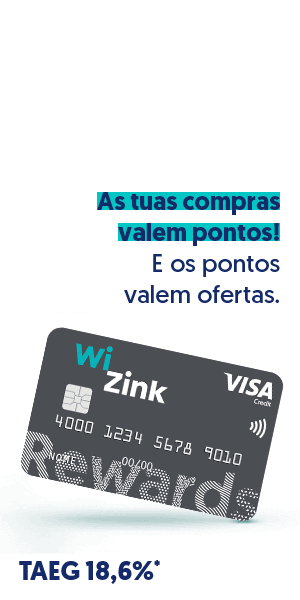 As tuas compras
valem pontos!
E os pontos
valem ofertas.
Wi
Zink
VISA
Credit
4000 1234 5678 9010
NOME
00/00
Rewards
TAEG 18,6%*